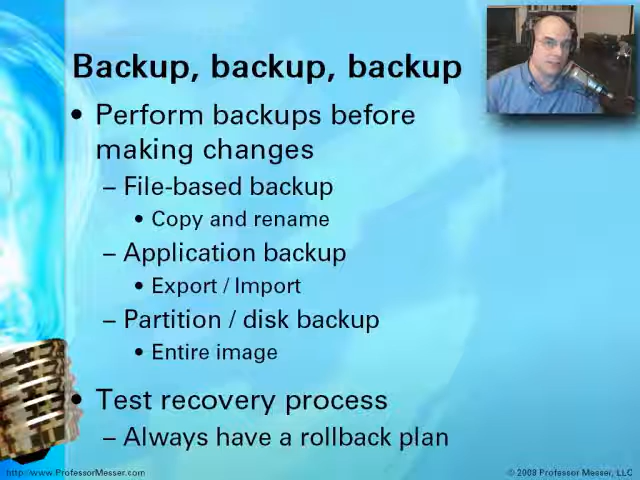 Backup, backup, backup
• Perform backups before
making changes
– File-based backup
• Copy and rename
– Application backup
• Export / Import
– Partition / disk backup
• Entire image
• Test recovery process
– Always have a rollback plan
http://www.ProfessorMesser.com
© 2009 Professor Messer, LLC